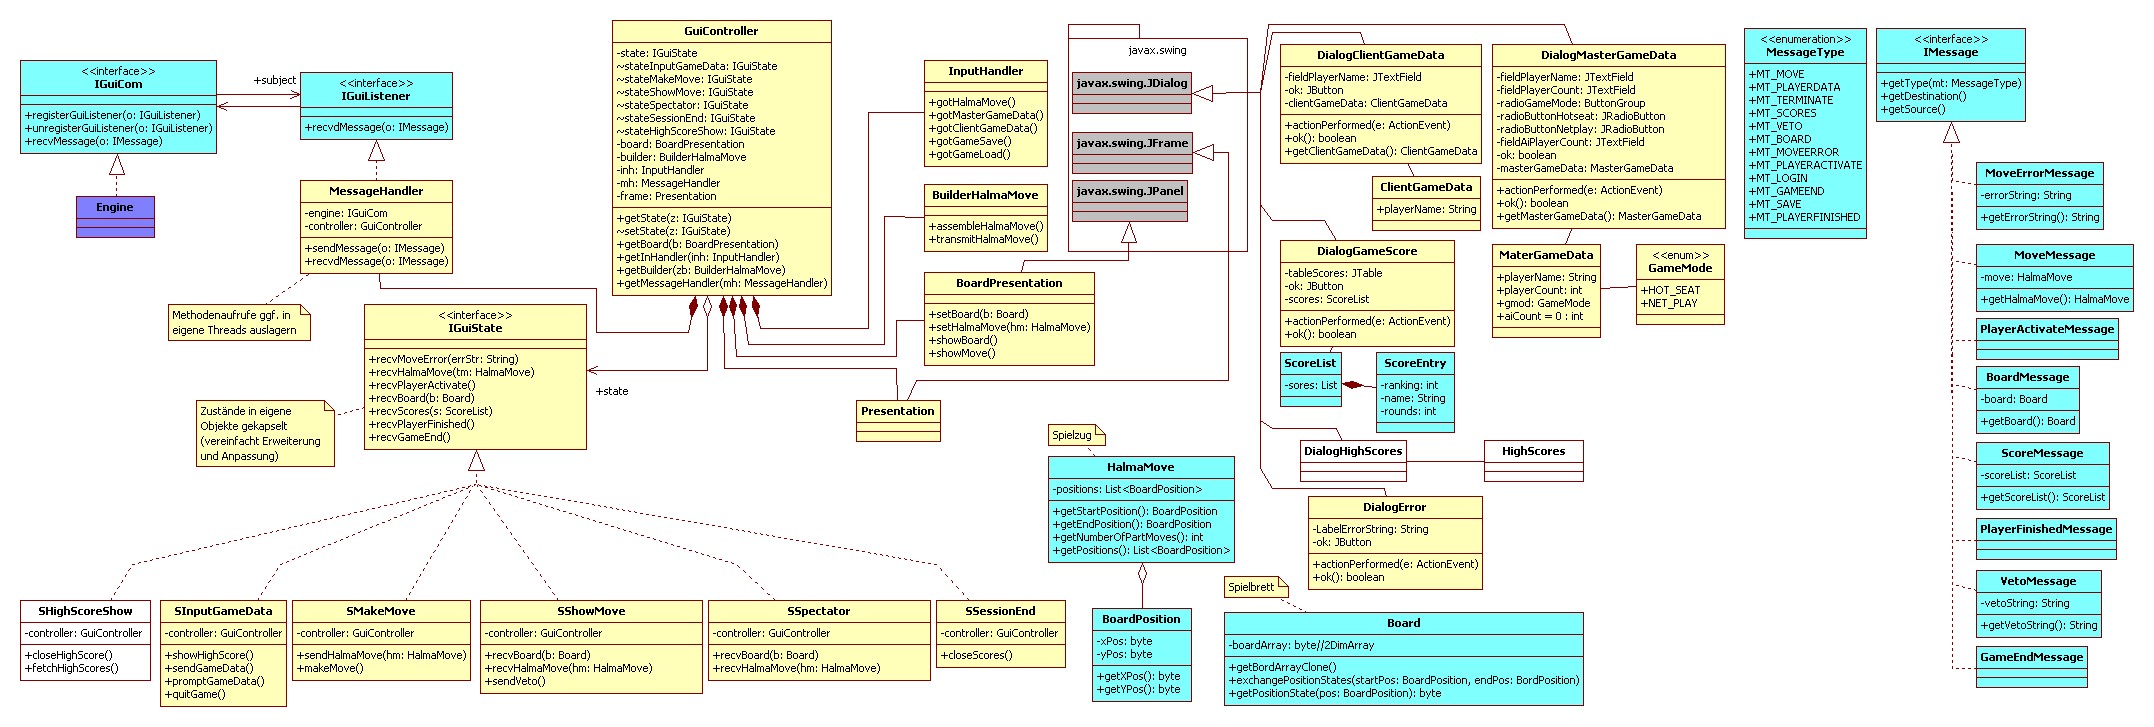 <<interface>>
IGuiCom
+registerGuiListener(o: IGuiListener)
+unregisterGuiListener(o: IGuiListener)
+recvMessage(o: IMessage)
+subject
<<interface>>
IGuiListener
+recvdMessage(o: IMessage)
Engine
MessageHandler
-engine: IGuiCom
-controller: GuiController
+sendMessage(o: IMessage)
+recvdMessage(o: IMessage)
Methodenaufrufe ggf. in
eigene Threads auslagern
GuiController
-state: IGuiState
~stateInputGameData: IGuiState
~stateMakeMove: IGuiState
~stateShowMove: IGuiState
~stateSpectator: IGuiState
~stateSessionEnd: IGuiState
~stateHighScoreShow: IGuiState
-board: BoardPresentation
-builder: BuilderHalmaMove
-inh: InputHandler
-mh: MessageHandler
-frame: Presentation
+getState(z: IGuiState)
~setState(z: IGuiState)
+getBoard(b: BoardPresentation)
+getInHandler(inh: InputHandler)
+getBuilder(zb: BuilderHalmaMove)
+getMessageHandler(mh: MessageHandler)
<<interface>>
IGuiState
+recvMoveError(errStr: String)
+recvHalmaMove(tm: HalmaMove)
+recvPlayerActivate()
+recvBoard(b: Board)
+recvScores(s: ScoreList)
+recvPlayerFinished()
+recvGameEnd()
+state
Zustände in eigene
Objekte gekapselt
(vereinfacht Erweiterung
und Anpassung)
SHighScoreShow
-controller: GuiController
+closeHighScore()
+fetchHighScores()
SInputGameData
-controller: GuiController
+showHighScore()
+sendGameData()
+promptGameData()
+quitGame()
SMakeMove
-controller: GuiController
+sendHalmaMove(hm: HalmaMove)
+makeMove()
SShowMove
-controller: GuiController
+recvBoard(b: Board)
+recvHalmaMove(hm: HalmaMove)
+sendVeto()
SSpectator
-controller: GuiController
+recvBoard(b: Board)
+recvHalmaMove(hm: HalmaMove)
SSessionEnd
-controller: GuiController
+closeScores()
InputHandler
+gotHalmaMove()
+gotMasterGameData()
+gotClientGameData()
+gotGameSave()
+gotGameLoad()
BuilderHalmaMove
+assembleHalmaMove()
+transmitHalmaMove()
BoardPresentation
+setBoard(b: Board)
+setHalmaMove(hm: HalmaMove)
+showBoard()
+showMove()
Presentation
javax.swing
javax.swing.JDialog
javax.swing.JFrame
javax.swing.JPanel
DialogClientGameData
-fieldPlayerName: JTextField
-ok: JButton
-clientGameData: ClientGameData
+actionPerformed(e: ActionEvent)
+ok(): boolean
+getClientGameData(): ClientGameData
ClientGameData
+playerName: String
DialogMasterGameData
-fieldPlayerName: JTextField
-fieldPlayerCount: JTextField
-radioGameMode: ButtonGroup
-radioButtonHotseat: JRadioButton
-radioButtonNetplay: JRadioButton
-fieldAiPlayerCount: JTextField
-ok: boolean
-masterGameData: MasterGameData
+actionPerformed(e: ActionEvent)
+ok(): boolean
+getMasterGameData(): MasterGameData
MaterGameData
+playerName: String
+playerCount: int
+gmod: GameMode
+aiCount = 0 : int
<<enum>>
GameMode
+HOT_SEAT
+NET_PLAY
DialogGameScore
-tableScores: JTable
-ok: JButton
-scores: ScoreList
+actionPerformed(e: ActionEvent)
+ok(): boolean
ScoreList
-sores: List
ScoreEntry
-ranking: int
-name: String
-rounds: int
DialogHighScores
HighScores
DialogError
-LabelErrorString: String
-ok: JButton
+actionPerformed(e: ActionEvent)
+ok(): boolean
Spielzug
HalmaMove
-positions: List<BoardPosition>
+getStartPosition(): BoardPosition
+getEndPosition(): BoardPosition
+getNumberOfPartMoves(): int
+getPositions(): List<BoardPosition>
BoardPosition
-xPos: byte
-yPos: byte
+getXPos(): byte
+getYPos(): byte
Spielbrett
Board
-boardArray: byte//2DimArray
+getBordArrayClone()
+exchangePositionStates(startPos: BoardPosition, endPos: BordPosition)
+getPositionState(pos: BoardPosition): byte
<<enumeration>>
MessageType
+MT_MOVE
+MT_PLAYERDATA
+MT_TERMINATE
+MT_SCORES
+MT_VETO
+MT_BOARD
+MT_MOVEERROR
+MT_PLAYERACTIVATE
+MT_LOGIN
+MT_GAMEEND
+MT_SAVE
+MT_PLAYERFINISHED
<<interface>>
IMessage
+getType(mt: MessageType)
+getDestination()
+getSource()
MoveErrorMessage
-errorString: String
+getErrorString(): String
MoveMessage
-move: HalmaMove
+getHalmaMove(): HalmaMove
PlayerActivateMessage
BoardMessage
-board: Board
+getBoard(): Board
ScoreMessage
-scoreList: ScoreList
+getScoreList(): ScoreList
PlayerFinishedMessage
VetoMessage
-vetoString: String
+getVetoString(): String
GameEndMessage